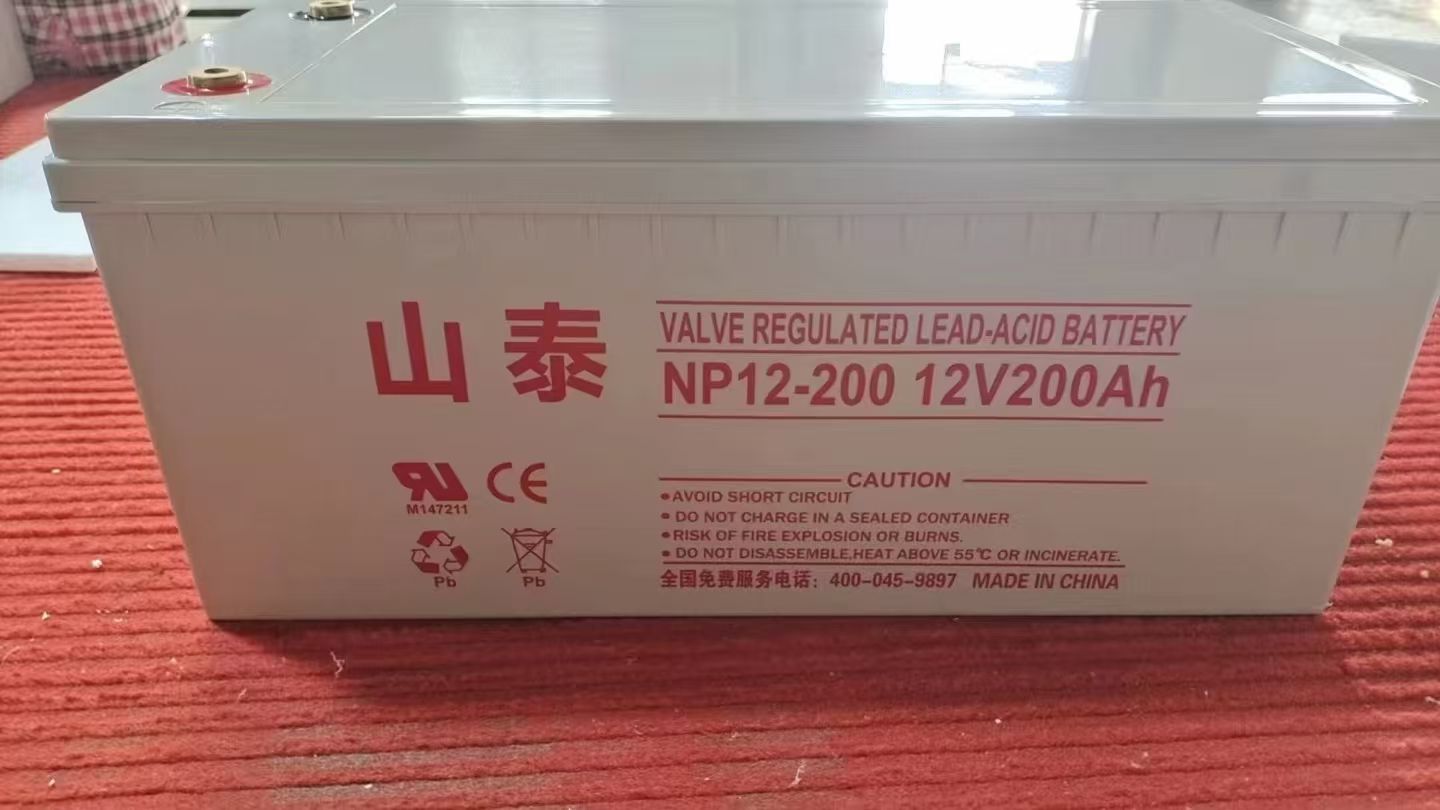 山泰
VALVE REGULATED LEAD-ACID BATTERY
NP12-200 12V200Ah
CE
M147211
Pb
Pb
CAUTION
•AVOID SHORT CIRCUIT
• DO NOT CHARGE IN A SEALED CONTAINER
•RISK OF FIRE EXPLOSION OR BURNS.
• DO NOT DISASSEMBLE,HEAT ABOVE 55℃ OR INCINERATE.
全国免费服务电话：400-045-9897 MADE IN CHINA